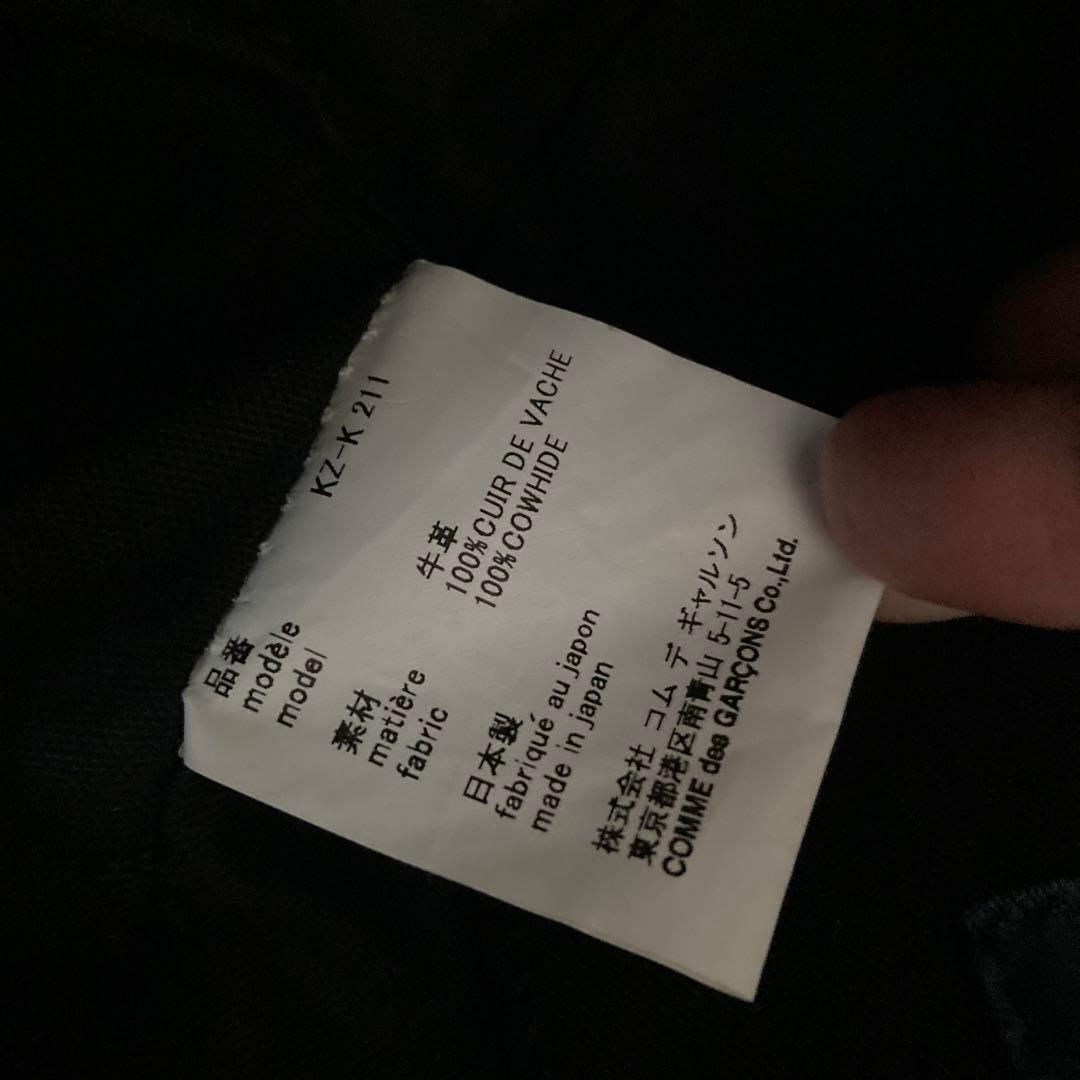 品番
modèle
model
KZ-K 211
素材
matière
fabric
牛革
100%CUIR DE VACHE
100%COWHIDE
日本製
fabriqué au japon
made in japan
株式会社 コム デ ギャルソン
東京都港区南青山 5-11-5
COMME des GARÇONS Co.,Ltd.